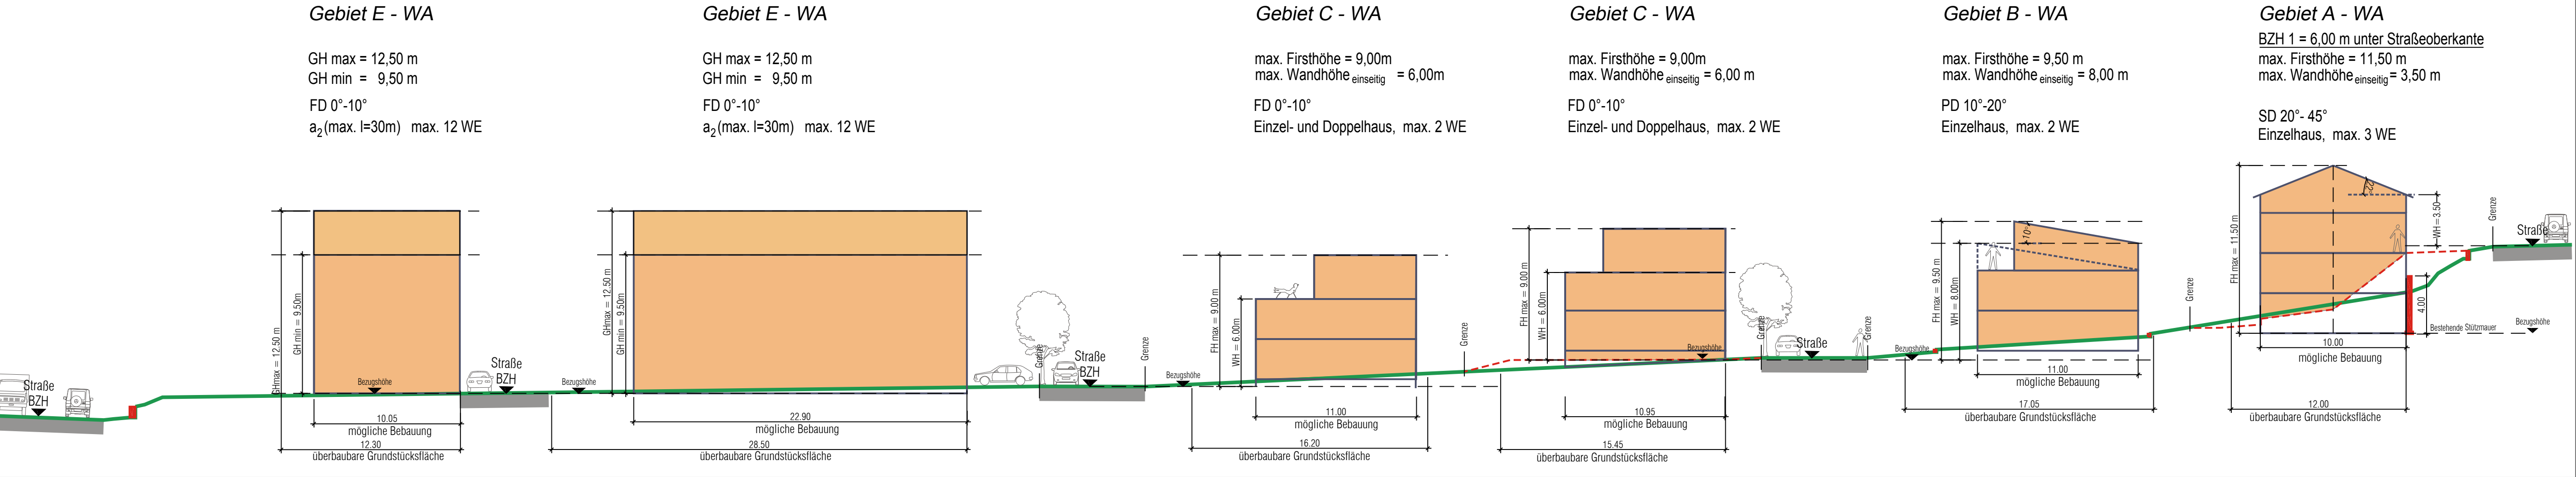 Gebiet E - WA
GH max = 12,50 m
GH min = 9,50 m
FD 0°-10°
a2(max. l=30m) max. 12 WE
Gebiet E - WA
GH max = 12,50 m
GH min = 9,50 m
FD 0°-10°
a2(max. l=30m) max. 12 WE
Gebiet C - WA
max. Firsthöhe = 9,00m
max. Wandhöhe einseitig = 6,00m
FD 0°-10°
Einzel- und Doppelhaus, max. 2 WE
Gebiet C - WA
max. Firsthöhe = 9,00m
max. Wandhöhe einseitig = 6,00 m
FD 0°-10°
Einzel- und Doppelhaus, max. 2 WE
Gebiet B - WA
max. Firsthöhe = 9,50 m
max. Wandhöhe einseitig = 8,00 m
PD 10°-20°
Einzelhaus, max. 2 WE
Gebiet A - WA
BZH 1 = 6,00 m unter Straßeoberkante
max. Firsthöhe = 11,50 m
max. Wandhöhe einseitig = 3,50 m
SD 20°- 45°
Einzelhaus, max. 3 WE
Straße
BZH
GHmax = 12.50 m
GH min = 9.50m
Bezugshöhe
10.05
mögliche Bebauung
12.30
überbaubare Grundstücksfläche
Straße
BZH
Bezugshöhe
GHmax = 12.50 m
GH min = 9.50m
22.90
mögliche Bebauung
28.50
überbaubare Grundstücksfläche
Grenze
Straße
BZH
Grenze
Bezugshöhe
FH max = 9.00 m
WH = 6.00m
11.00
mögliche Bebauung
16.20
überbaubare Grundstücksfläche
Grenze
FH max = 9.00 m
WH = 6.00m
Bezugshöhe
10.95
mögliche Bebauung
15.45
überbaubare Grundstücksfläche
Grenze
Straße
Grenze
Bezugshöhe
FH max = 9.50 m
WH = 8.00m
10°
11.00
mögliche Bebauung
17.05
überbaubare Grundstücksfläche
Grenze
FH max = 11.50 m
22°
WH=3.50
4.00
Grenze
Straße
Bestehende Stützmauer
Bezugshöhe
10.00
mögliche Bebauung
12.00
überbaubare Grundstücksfläche